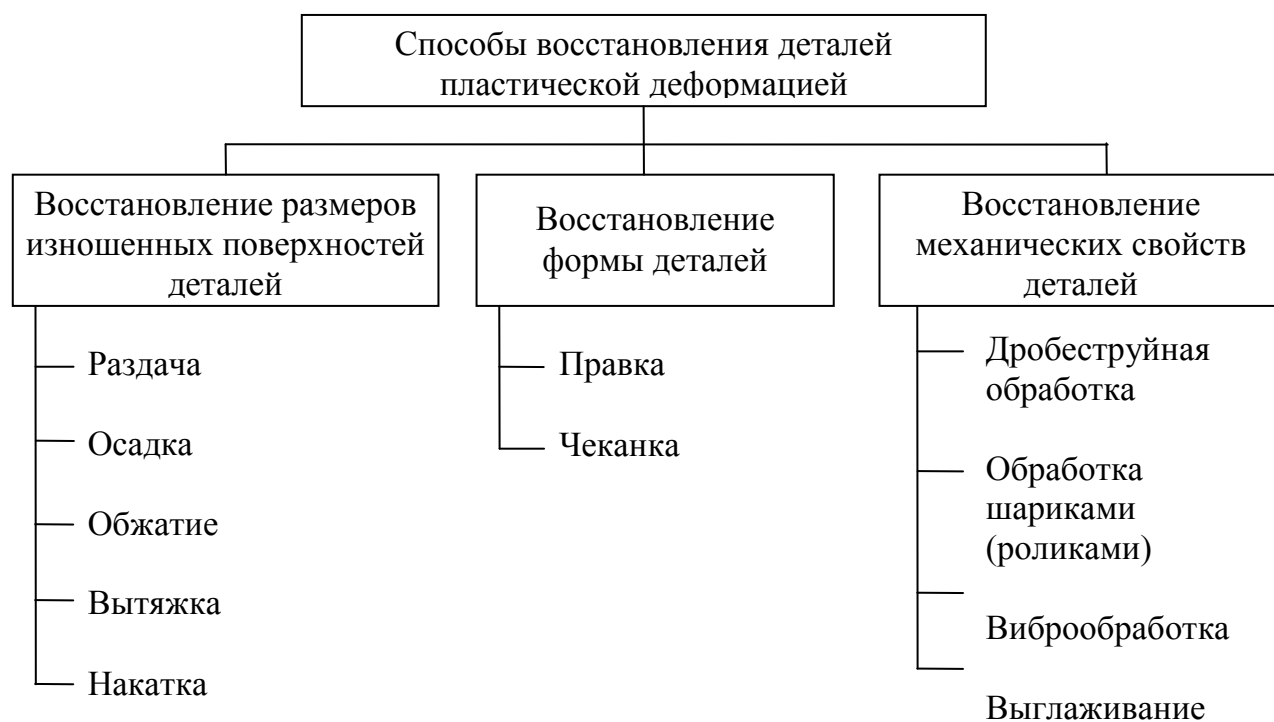 Способы восстановления деталей
пластической деформацией
Восстановление размеров
изношенных поверхностей
деталей
Восстановление
формы деталей
Восстановление
механических свойств
деталей
Раздача
Осадка
Обжатие
Вытяжка
Накатка
Правка
Чеканка
Дробеструйная
обработка
Обработка
шариками
(роликами)
Виброобработка
Выглаживание